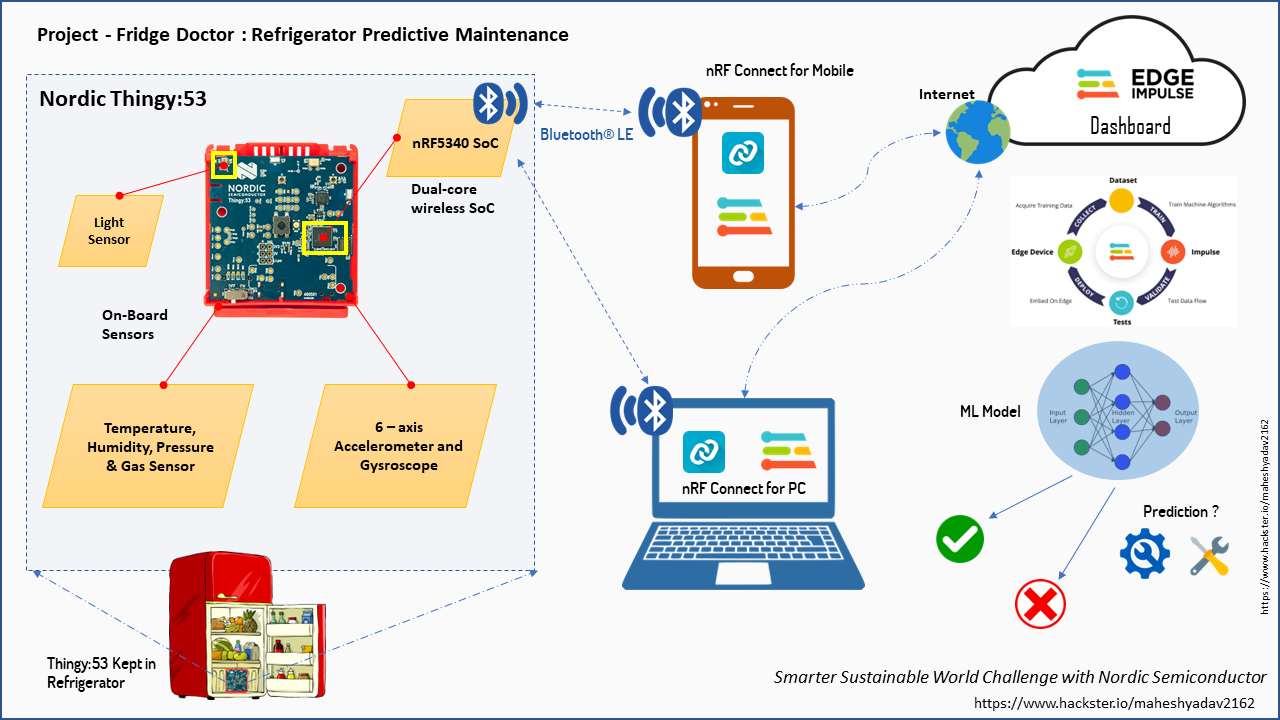 Project - Fridge Doctor : Refrigerator Predictive Maintenance
Nordic Thingy:53
nRF5340 SoC
Dual-core
wireless SoC
Light
Sensor
NORDIC
SEMICONDUCTOR
Thingy:53
OFF
ON
On-Board
Sensors
Temperature,
Humidity, Pressure
& Gas Sensor
6 – axis
Accelerometer and
Gysroscope
Thingy:53 Kept in
Refrigerator
Bluetooth® LE
nRF Connect for Mobile
nRF Connect for PC
Internet
EDGE
IMPULSE
Dashboard
Dataset
Acquire Training Data
Train Machine Algorithms
COLLECT
TRAIN
Edge Device
Impulse
DEPLOY
VALIDATE
Embed On Edge
Test Data Flow
Tests
ML Model
Input
Layer
Hidden
Layer
Output
Layer
Prediction ?
https://www.hackster.io/maheshyadav2162
Smarter Sustainable World Challenge with Nordic Semiconductor
https://www.hackster.io/maheshyadav2162